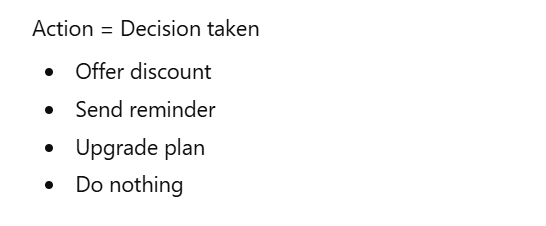 Action = Decision taken
• Offer discount
• Send reminder
• Upgrade plan
• Do nothing